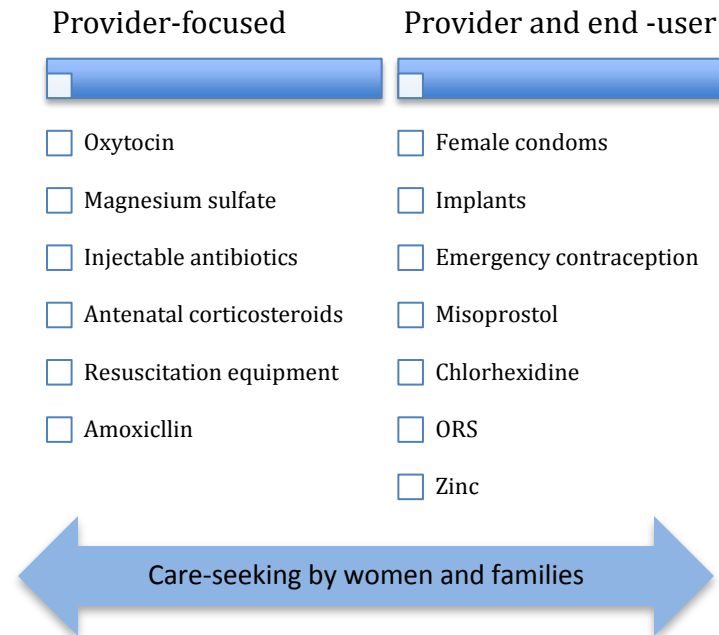 Provider-focused
Oxytocin
Magnesium sulfate
Injectable antibiotics
Antenatal corticosteroids
Resuscitation equipment
Amoxicllin
Provider and end -user
Female condoms
Implants
Emergency contraception
Misoprostol
Chlorhexidine
ORS
Zinc
Care-seeking by women and families